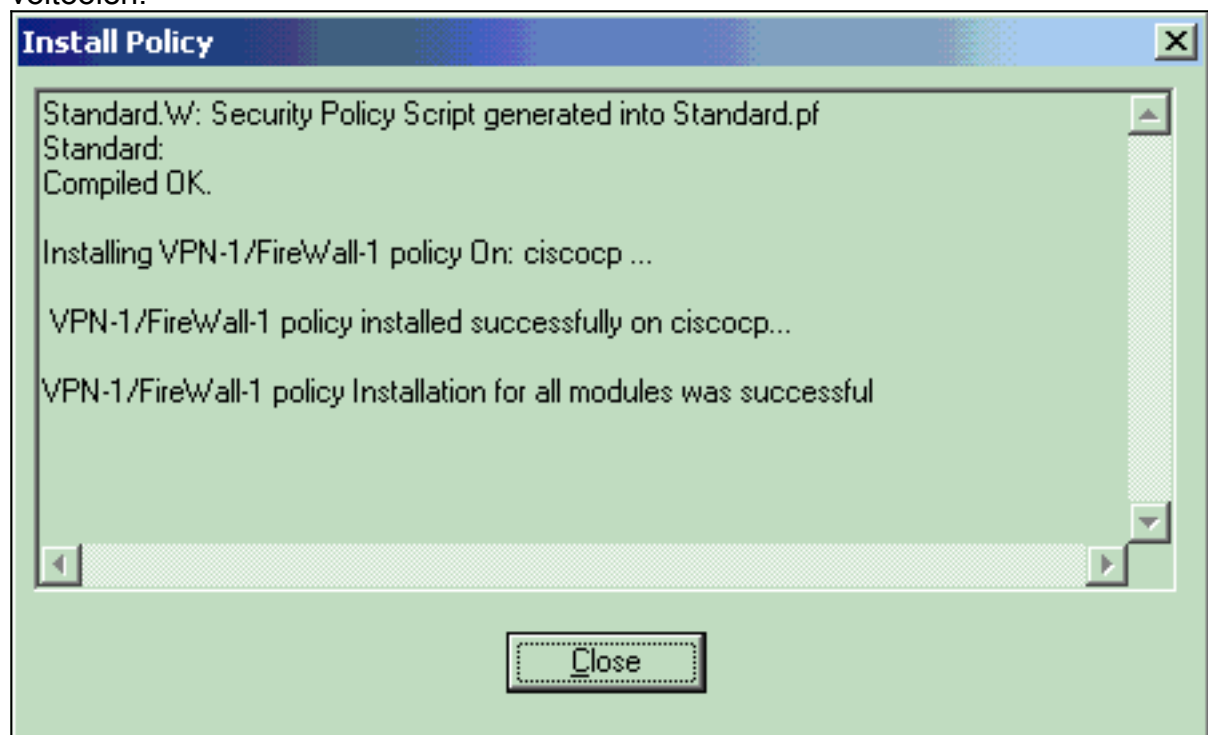 Install Policy
Standard.W: Security Policy Script generated into Standard.pf
Standard:
Compiled OK.
Installing VPN-1/FireWall-1 policy On: ciscocp ...
VPN-1/FireWall-1 policy installed successfully on ciscocp...
VPN-1/FireWall-1 policy Installation for all modules was successful
Close